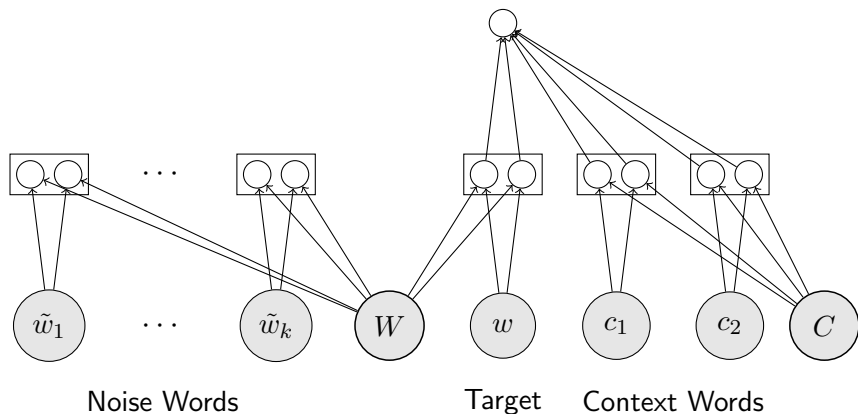 . . .
w̃₁ . . . w̃ₖ W w c₁ c₂ C
Noise Words Target Context Words